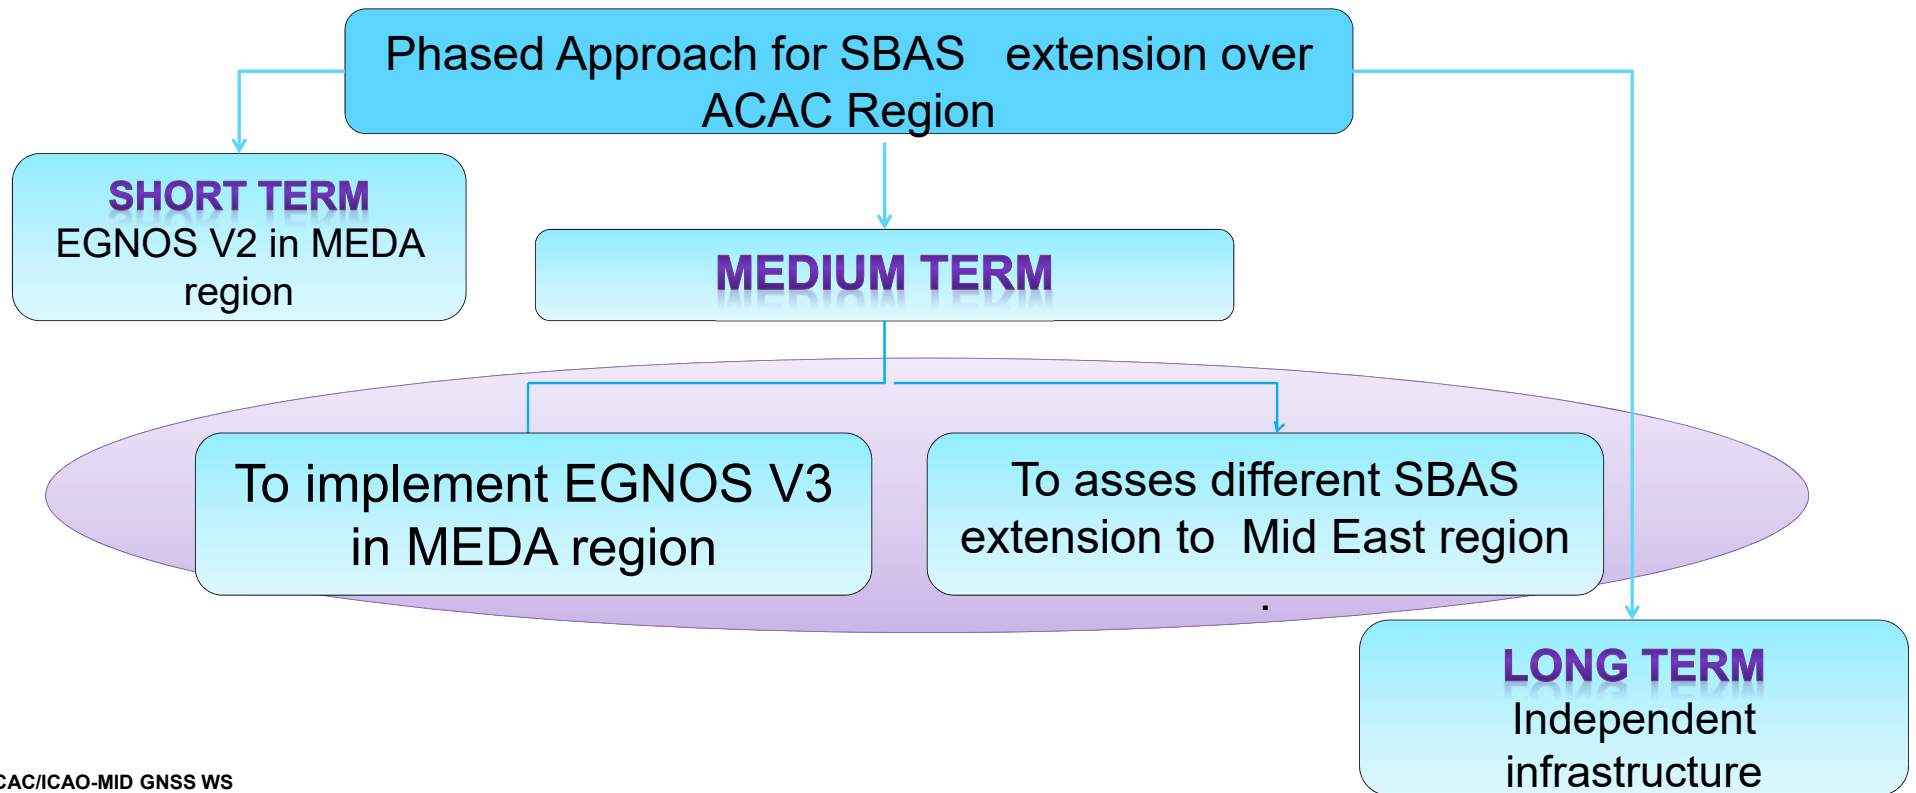 Phased Approach for SBAS extension over
ACAC Region
SHORT TERM
EGNOS V2 in MEDA
region
MEDIUM TERM
To implement EGNOS V3
in MEDA region
To asses different SBAS
extension to Mid East region
.
LONG TERM
Independent
infrastructure
CAC/ICAO-MID GNSS WS